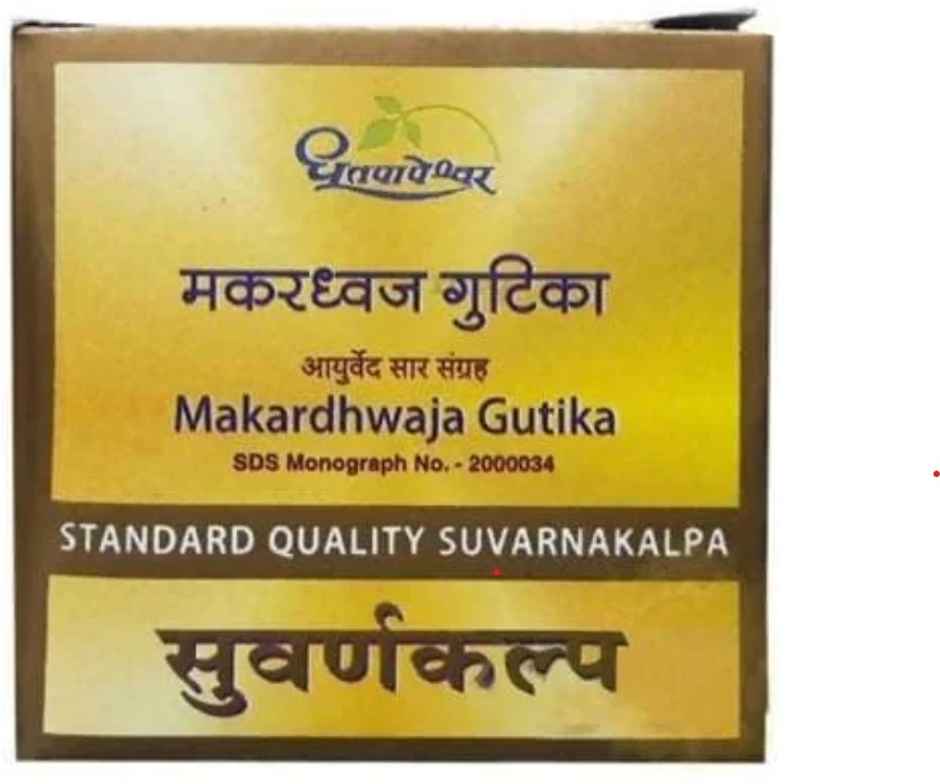 धूतपापेश्वर
मकरध्वज गुटिका
आयुर्वेद सार संग्रह
Makardhwaja Gutika
SDS Monograph No. - 2000034
STANDARD QUALITY SUVARNAKALPA
सुवर्णकल्प